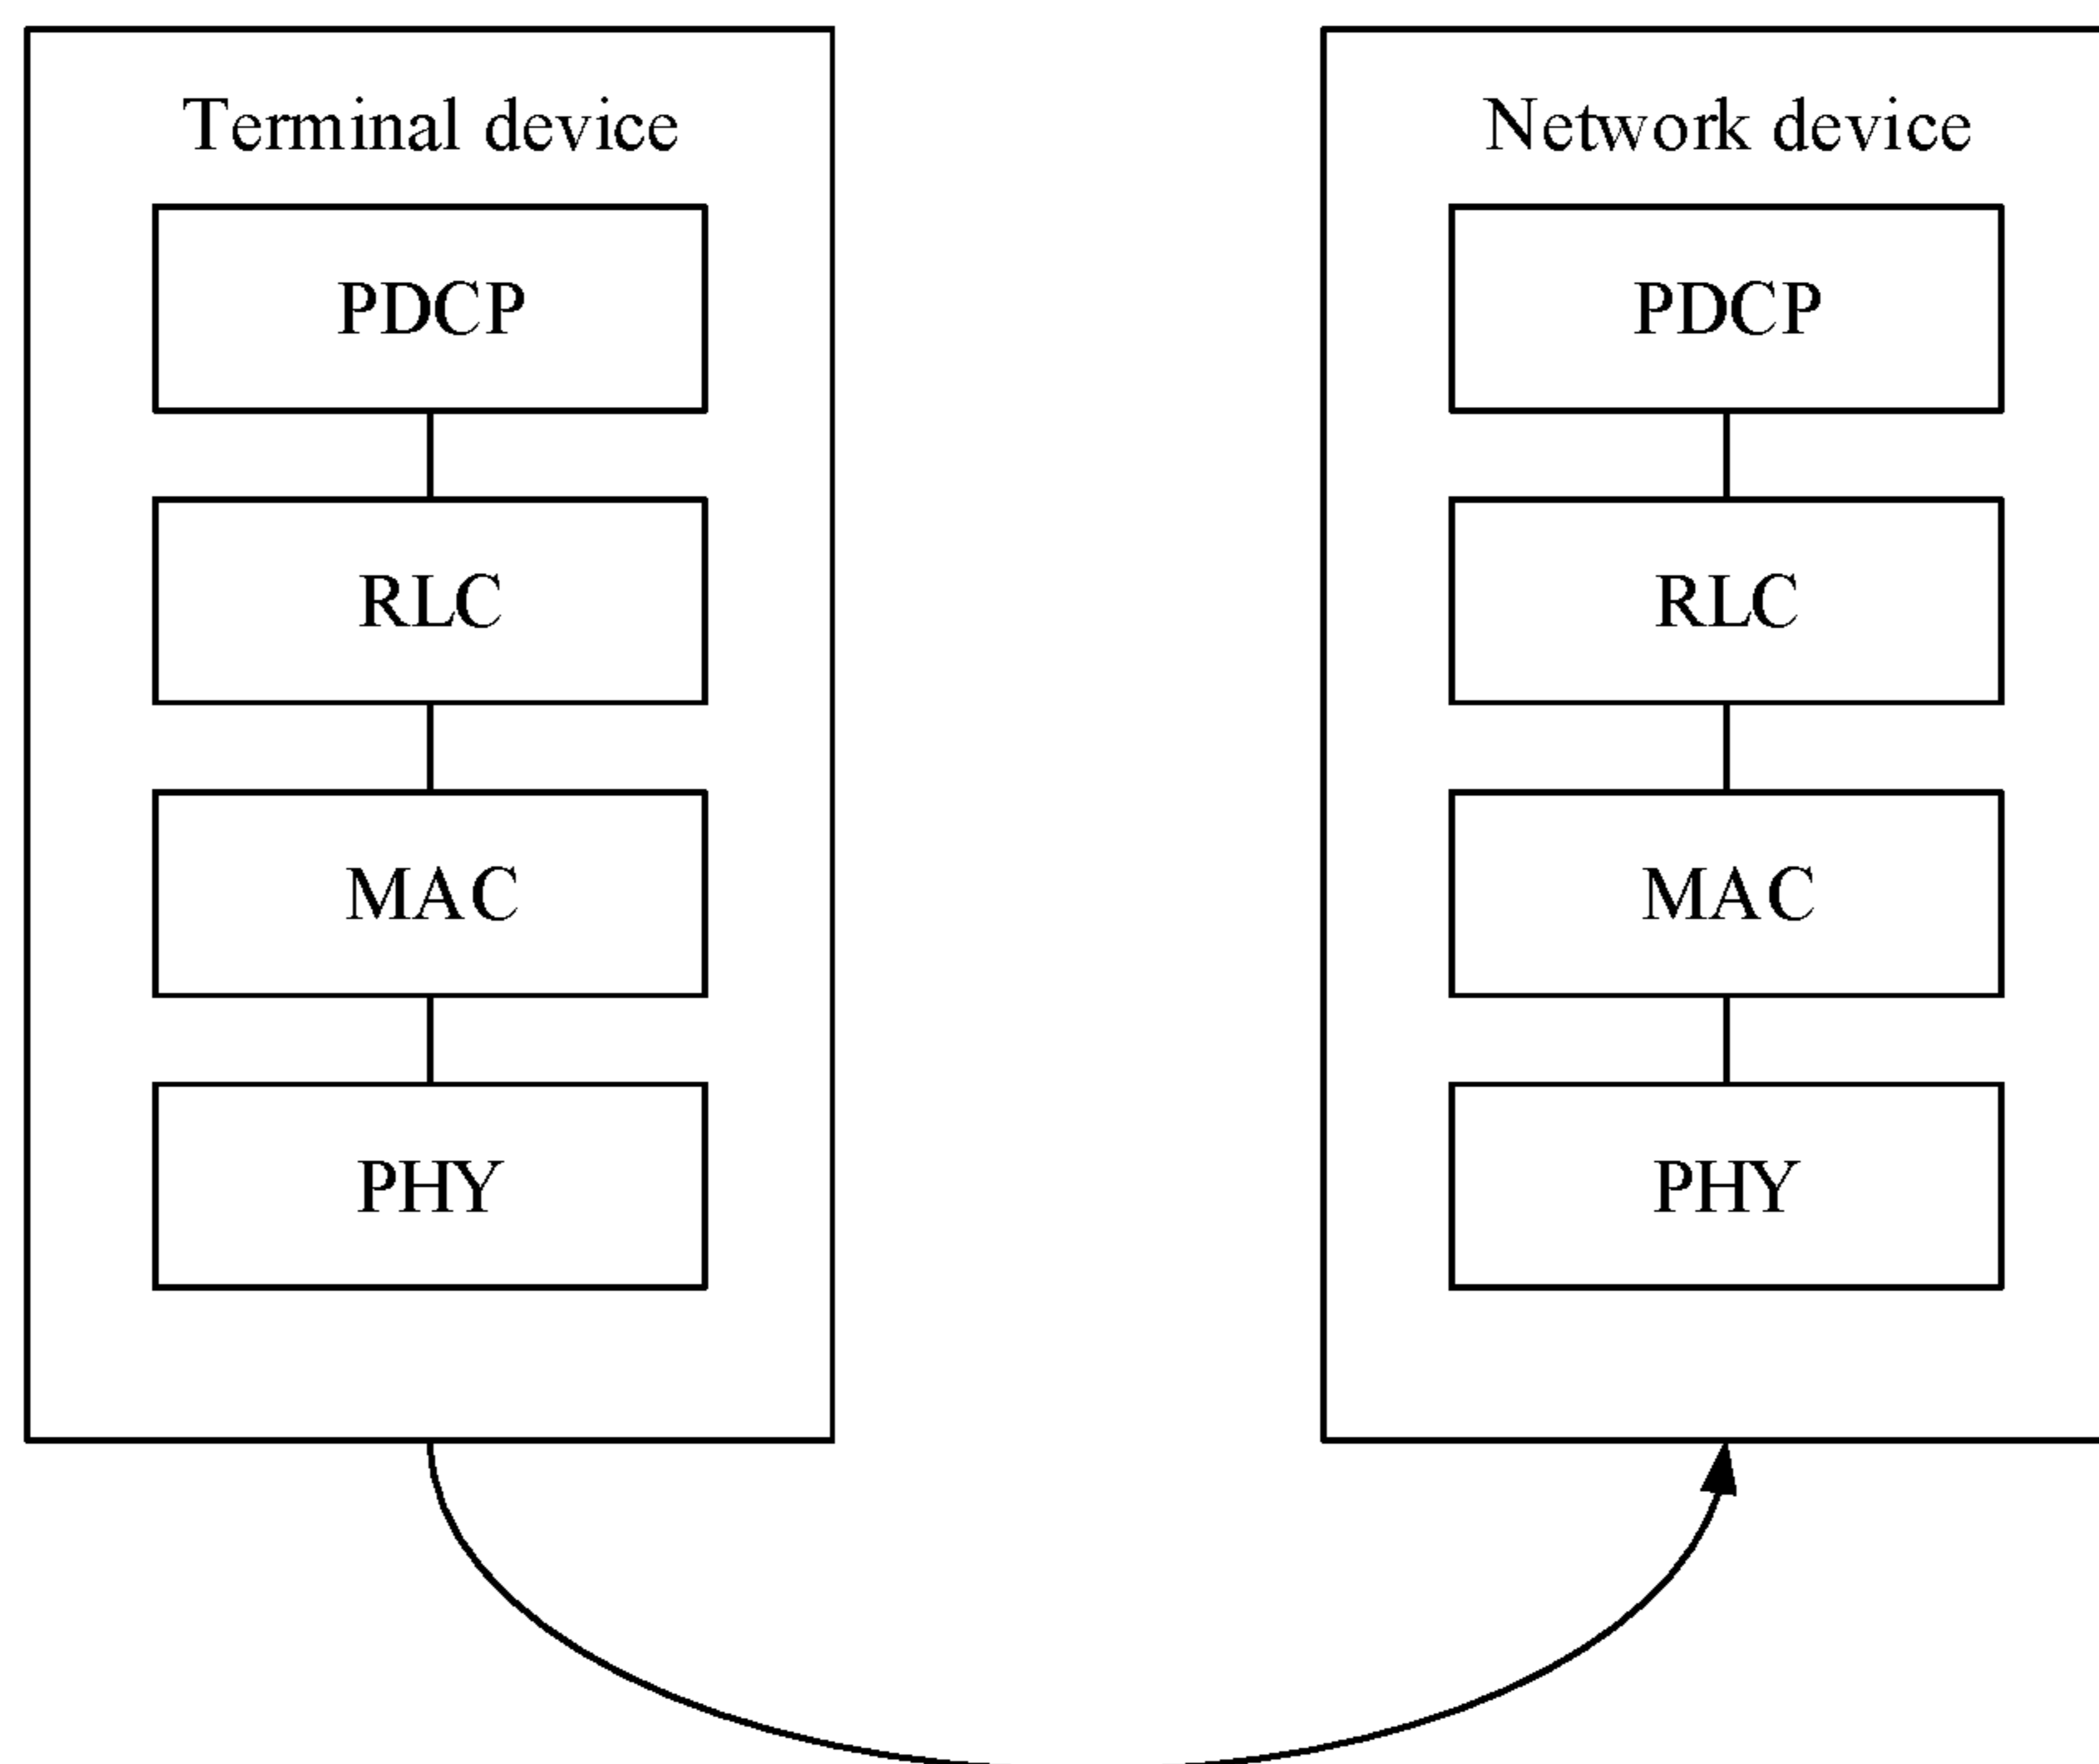 Terminal device
PDCP
RLC
MAC
PHY
Network device
PDCP
RLC
MAC
PHY